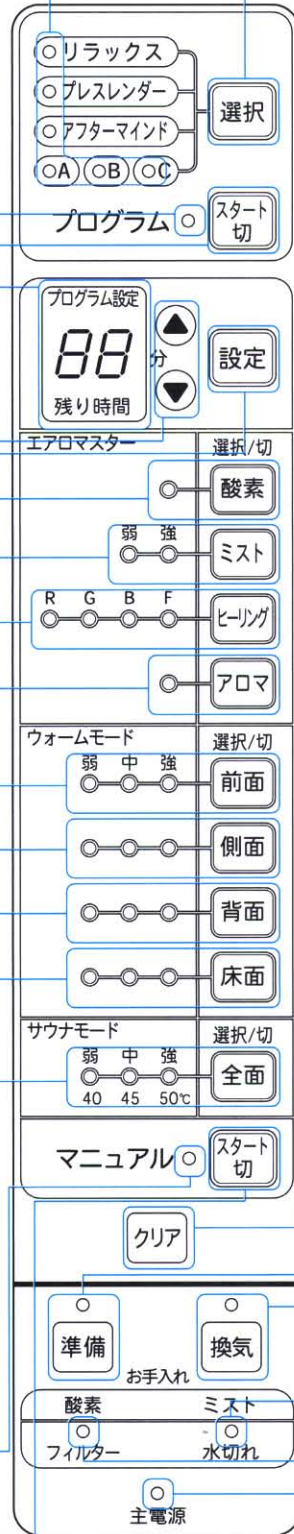 リラックス
プレスレンダー
アフターマインド
選択
A B C
プログラム
スタート
切
プログラム設定
88 分
残り時間
設定
エアロマスター
選択/切
酸素
弱 強
ミスト
R G B F
ヒーリング
アロマ
ウォームモード
選択/切
弱 中 強
前面
側面
背面
床面
サウナモード
選択/切
弱 中 強
全面
40 45 50℃
マニュアル
スタート
切
クリア
準備
換気
お手入れ
酸素 ミスト
フィルター 水切れ
主電源